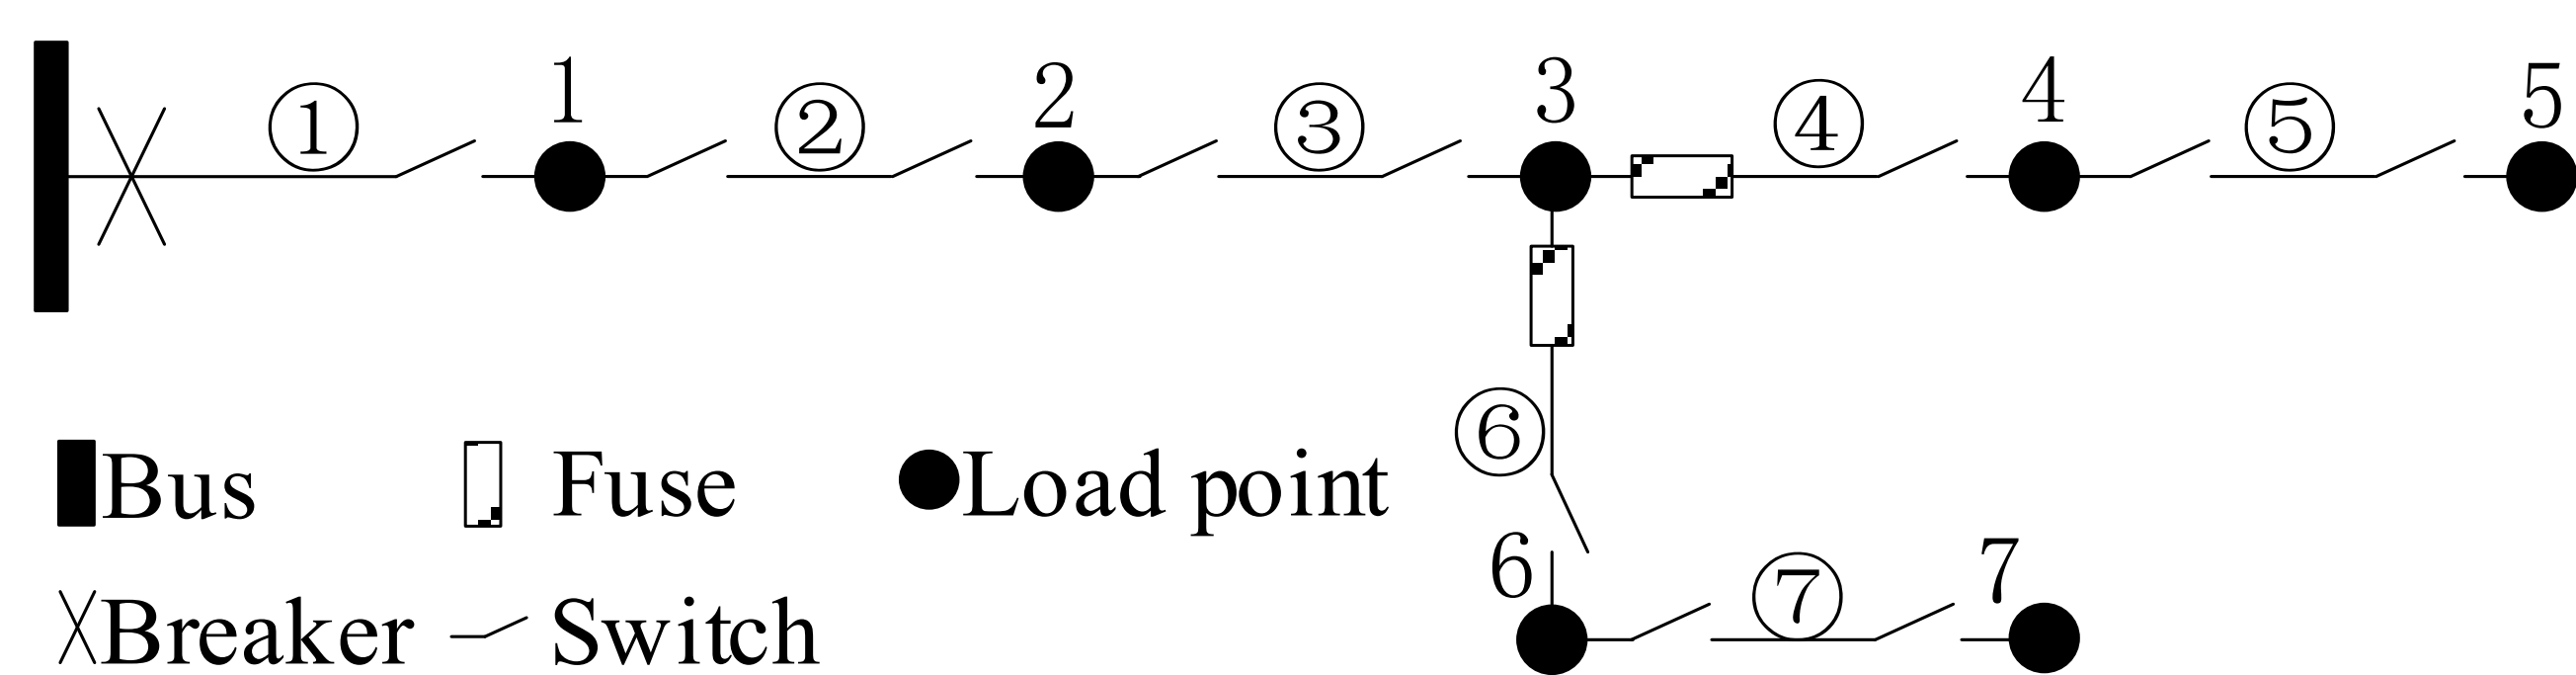 ① 1 ② 2 ③ 3 ④ 4 ⑤ 5
⑥
Bus Fuse Load point
6 ⑦ 7
Breaker Switch